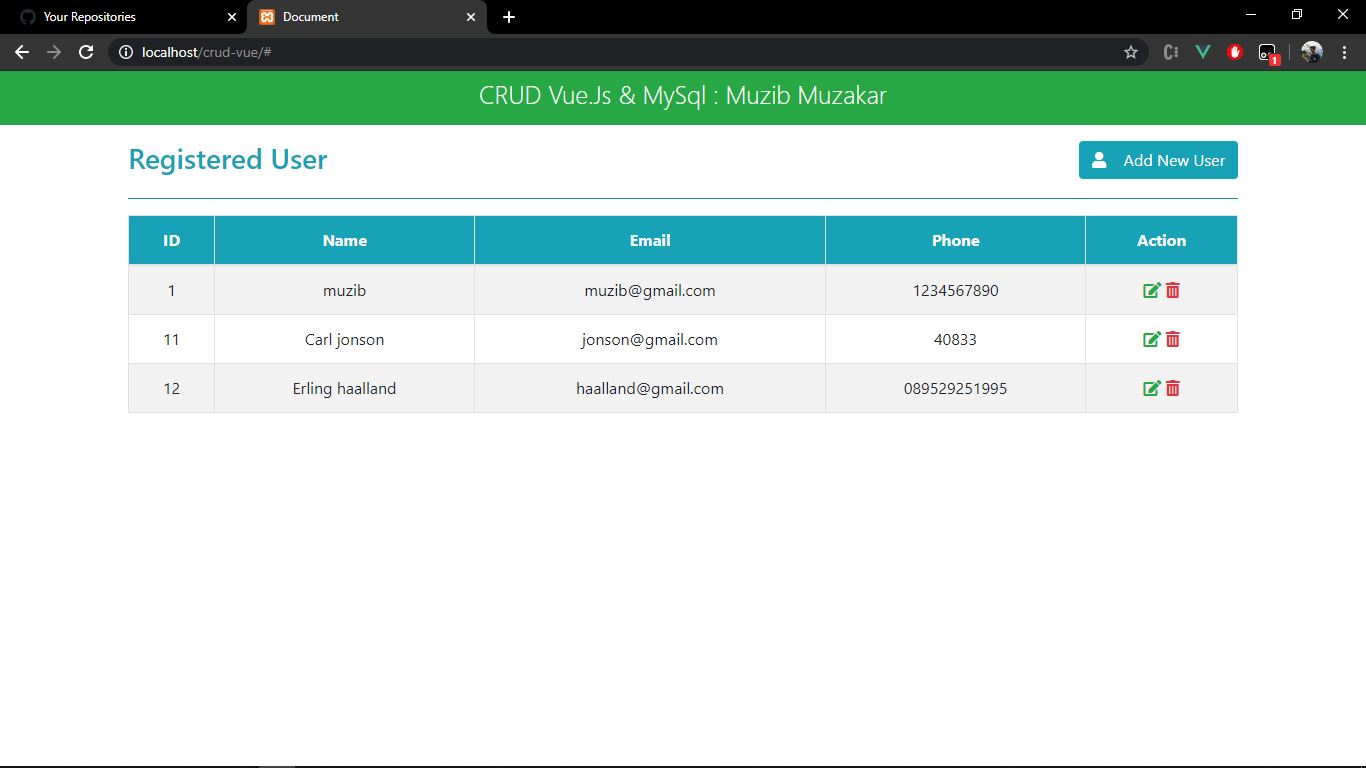 Your Repositories
Document
localhost/crud-vue/#
1
CRUD Vue.Js & MySql : Muzib Muzakar
Registered User
Add New User
ID Name Email Phone Action
1 muzib muzib@gmail.com 1234567890
11 Carl jonson jonson@gmail.com 40833
12 Erling haalland haalland@gmail.com 089529251995